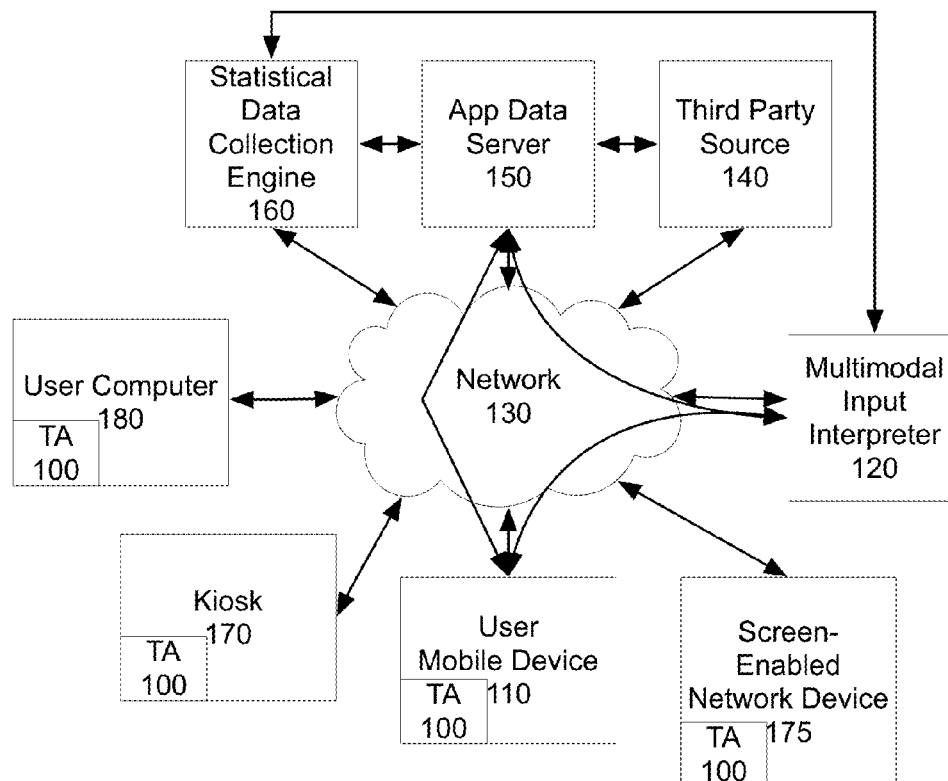 Statistical
Data
Collection
Engine
160
App Data
Server
150
Third Party
Source
140
User Computer
180
TA
100
Network
130
Multimodal
Input
Interpreter
120
Kiosk
170
TA
100
User
Mobile Device
110
TA
100
Screen-
Enabled
Network Device
175
TA
100